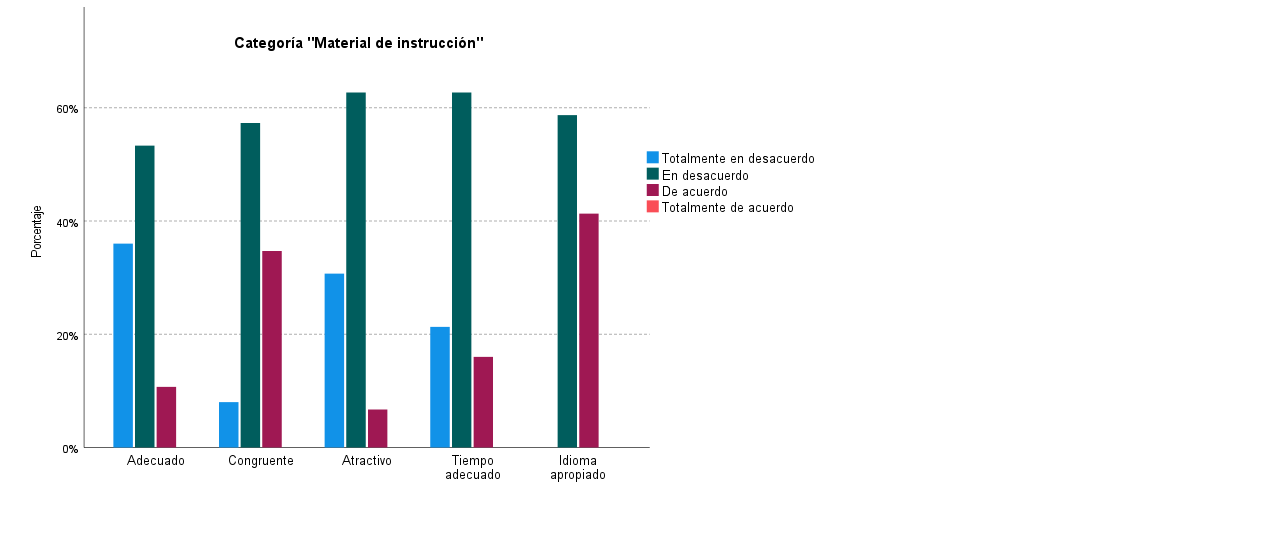 Categoría "Material de instrucción"
Porcentaje
60%
40%
20%
0%
Adecuado
Congruente
Atractivo
Tiempo
adecuado
Idioma
apropiado
Totalmente en desacuerdo
En desacuerdo
De acuerdo
Totalmente de acuerdo